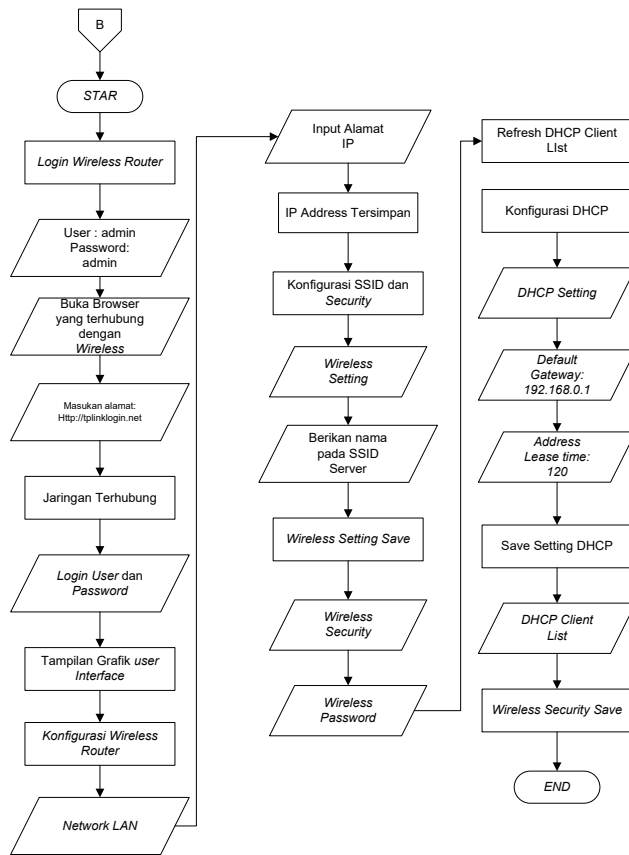 B
STAR
Login Wireless Router
User : admin
Password:
admin
Buka Browser
yang terhubung
dengan
Wireless
Masukan alamat:
Http://tplinklogin.net
Jaringan Terhubung
Login User dan
Password
Tampilan Grafik user
Interface
Konfigurasi Wireless
Router
Network LAN
Input Alamat
IP
IP Address Tersimpan
Konfigurasi SSID dan
Security
Wireless
Setting
Berikan nama
pada SSID
Server
Wireless Setting Save
Wireless
Security
Wireless
Password
Refresh DHCP Client
LIst
Konfigurasi DHCP
DHCP Setting
Default
Gateway:
192.168.0.1
Address
Lease time:
120
Save Setting DHCP
DHCP Client
List
Wireless Security Save
END